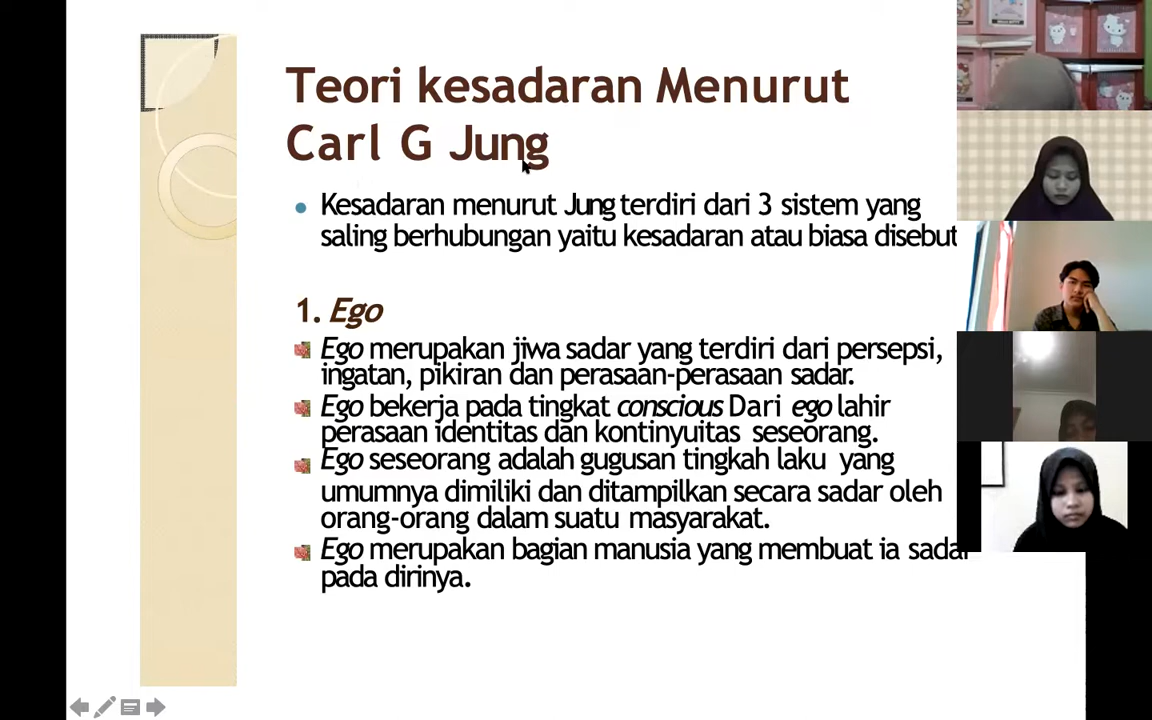 Teori kesadaran Menurut
Carl G Jung
Kesadaran menurut Jung terdiri dari 3 sistem yang
saling berhubungan yaitu kesadaran atau biasa disebut
1. Ego
Ego merupakan jiwa sadar yang terdiri dari persepsi,
ingatan, pikiran dan perasaan-perasaan sadar.
Ego bekerja pada tingkat conscious Dari ego lahir
perasaan identitas dan kontinyuitas seseorang.
Ego seseorang adalah gugusan tingkah laku yang
umumnya dimiliki dan ditampilkan secara sadar oleh
orang-orang dalam suatu masyarakat.
Ego merupakan bagian manusia yang membuat ia sadar
pada dirinya.